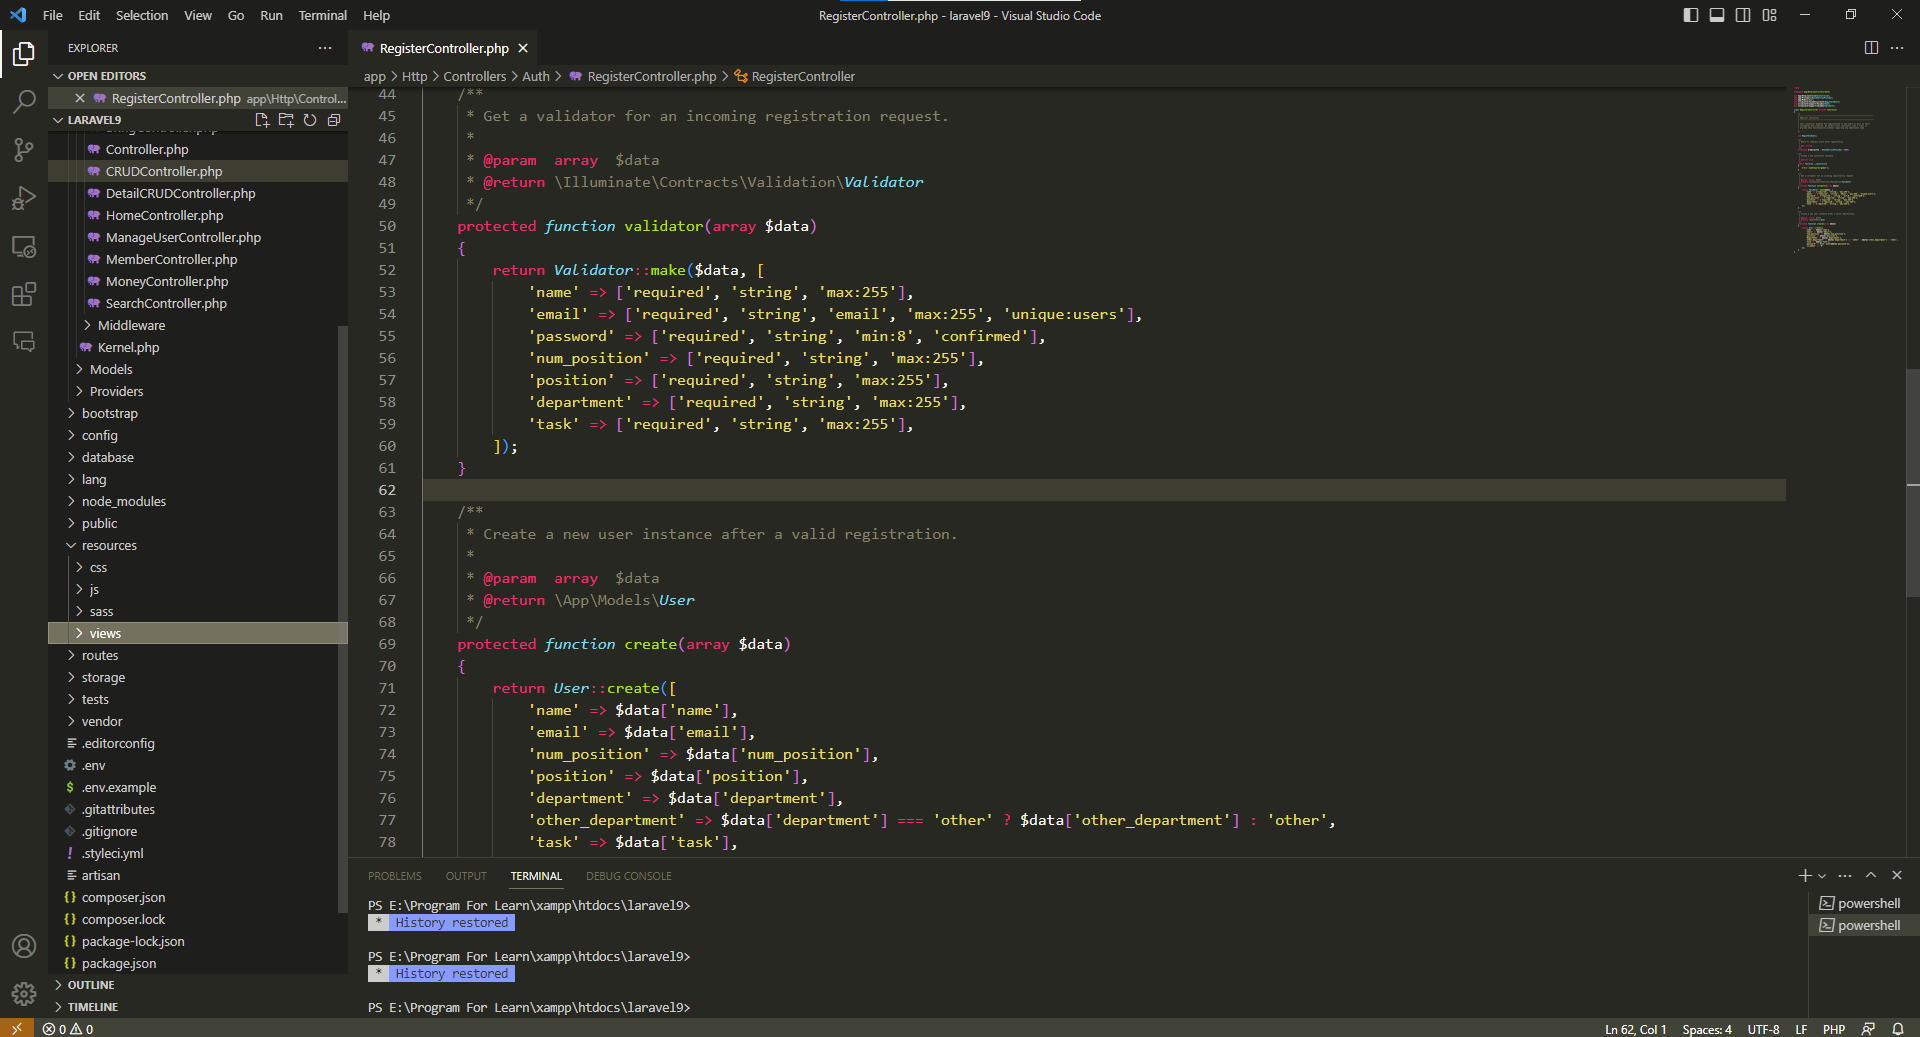 File Edit Selection View Go Run Terminal Help
RegisterController.php - laravel9 - Visual Studio Code
EXPLORER
OPEN EDITORS
RegisterController.php app\Http\Control...
LARAVEL9
Controller.php
CRUDController.php
DetailCRUDController.php
HomeController.php
ManageUserController.php
MemberController.php
MoneyController.php
SearchController.php
Middleware
Kernel.php
Models
Providers
bootstrap
config
database
lang
node_modules
public
resources
css
js
sass
views
routes
storage
tests
vendor
.editorconfig
.env
.env.example
.gitattributes
.gitignore
.styleci.yml
artisan
composer.json
composer.lock
package-lock.json
package.json
OUTLINE
TIMELINE
RegisterController.php
app > Http > Controllers > Auth > RegisterController.php > RegisterController
44 /**
45 * Get a validator for an incoming registration request.
46 *
47 * @param array $data
48 * @return \Illuminate\Contracts\Validation\Validator
49 */
50 protected function validator(array $data)
51 {
52 return Validator::make($data, [
53 'name' => ['required', 'string', 'max:255'],
54 'email' => ['required', 'string', 'email', 'max:255', 'unique:users'],
55 'password' => ['required', 'string', 'min:8', 'confirmed'],
56 'num_position' => ['required', 'string', 'max:255'],
57 'position' => ['required', 'string', 'max:255'],
58 'department' => ['required', 'string', 'max:255'],
59 'task' => ['required', 'string', 'max:255'],
60 ]);
61 }
62
63 /**
64 * Create a new user instance after a valid registration.
65 *
66 * @param array $data
67 * @return \App\Models\User
68 */
69 protected function create(array $data)
70 {
71 return User::create([
72 'name' => $data['name'],
73 'email' => $data['email'],
74 'num_position' => $data['num_position'],
75 'position' => $data['position'],
76 'department' => $data['department'],
77 'other_department' => $data['department'] === 'other' ? $data['other_department'] : 'other',
78 'task' => $data['task'],
PROBLEMS OUTPUT TERMINAL DEBUG CONSOLE
PS E:\Program For Learn\xampp\htdocs\laravel9>
* History restored
PS E:\Program For Learn\xampp\htdocs\laravel9>
* History restored
PS E:\Program For Learn\xampp\htdocs\laravel9>
powershell
powershell
0 0
Ln 62, Col 1 Spaces: 4 UTF-8 LF PHP